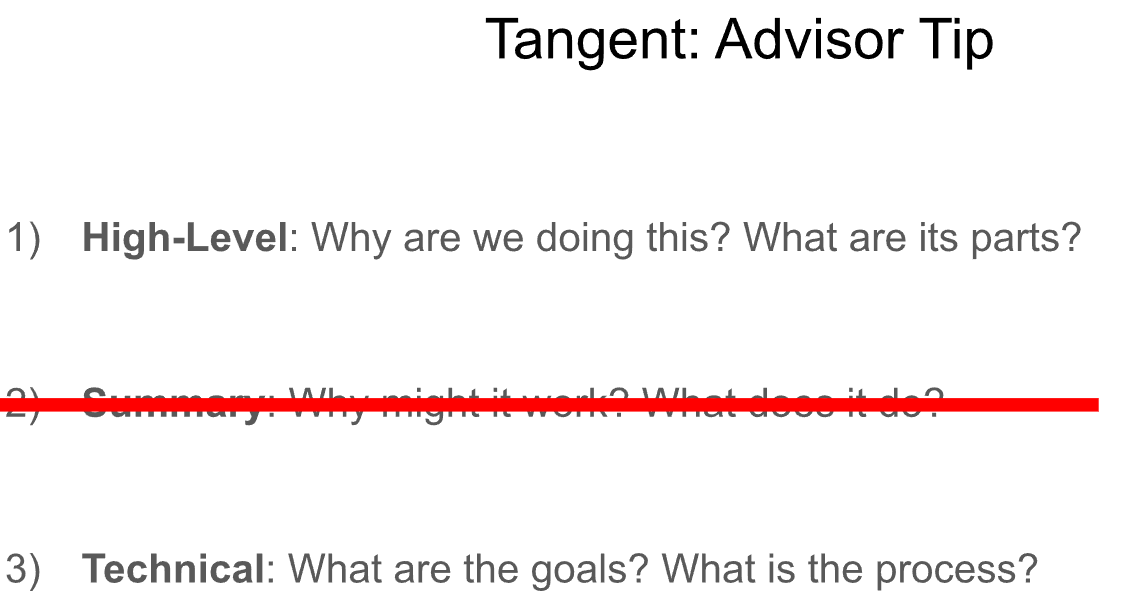 Tangent: Advisor Tip
1) High-Level: Why are we doing this? What are its parts?
2) Summary: Why might it work? What does it do?
3) Technical: What are the goals? What is the process?